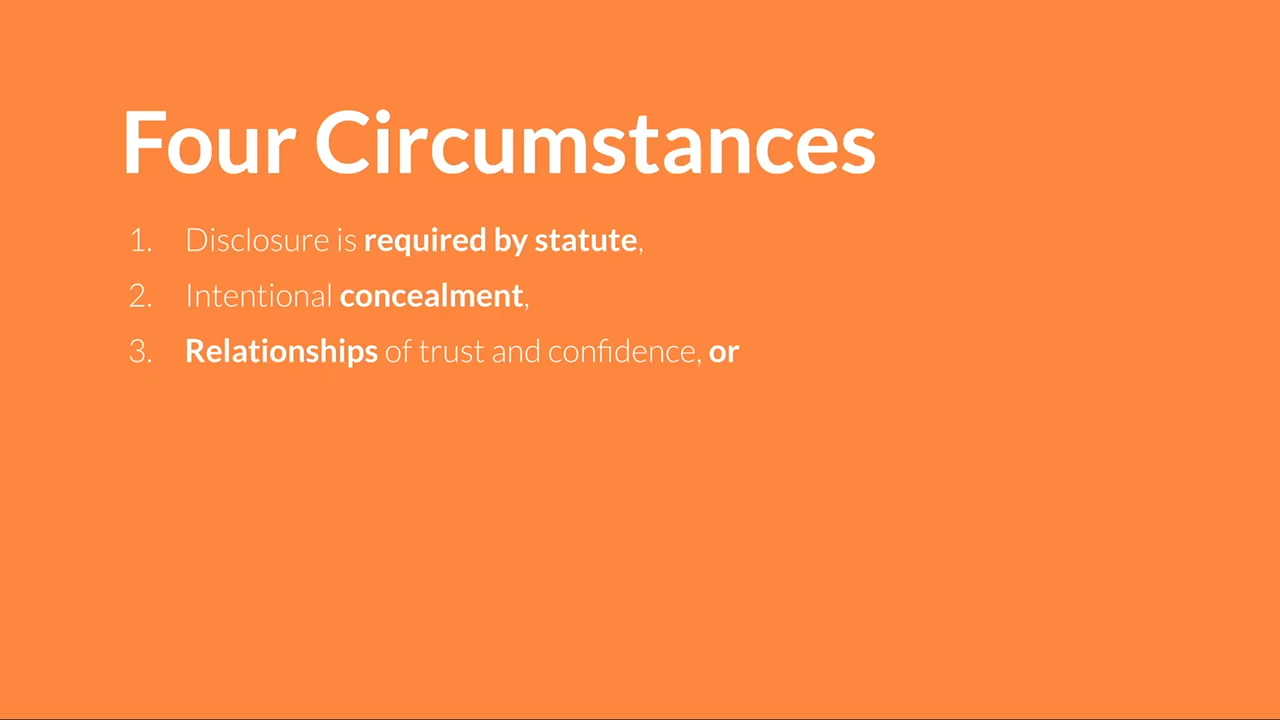 Four Circumstances
1. Disclosure is required by statute,
2. Intentional concealment,
3. Relationships of trust and confidence, or